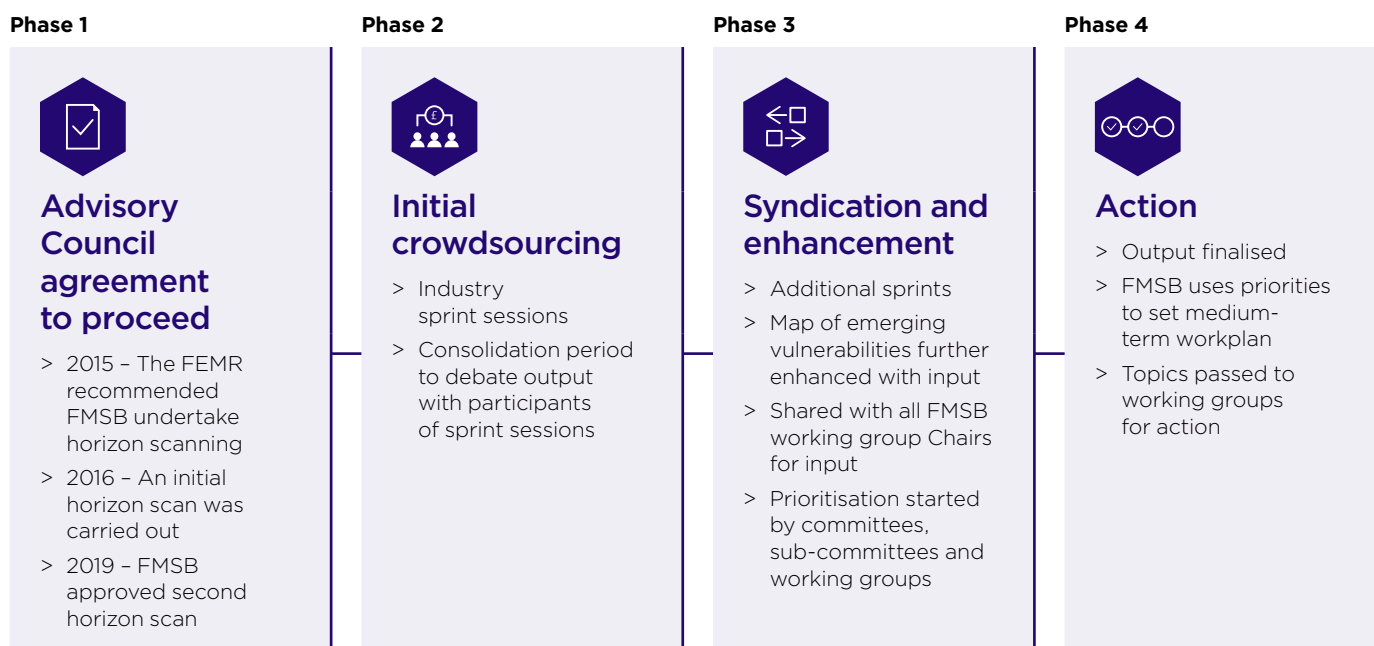 Phase 1
Advisory
Council
agreement
to proceed
> 2015 – The FEMR
recommended
FMSB undertake
horizon scanning
> 2016 – An initial
horizon scan was
carried out
> 2019 – FMSB
approved second
horizon scan
Phase 2
£
Initial
crowdsourcing
> Industry
sprint sessions
> Consolidation period
to debate output
with participants
of sprint sessions
Phase 3
Syndication and
enhancement
> Additional sprints
> Map of emerging
vulnerabilities further
enhanced with input
> Shared with all FMSB
working group Chairs
for input
> Prioritisation started
by committees,
sub-committees and
working groups
Phase 4
Action
> Output finalised
> FMSB uses priorities
to set medium-
term workplan
> Topics passed to
working groups
for action